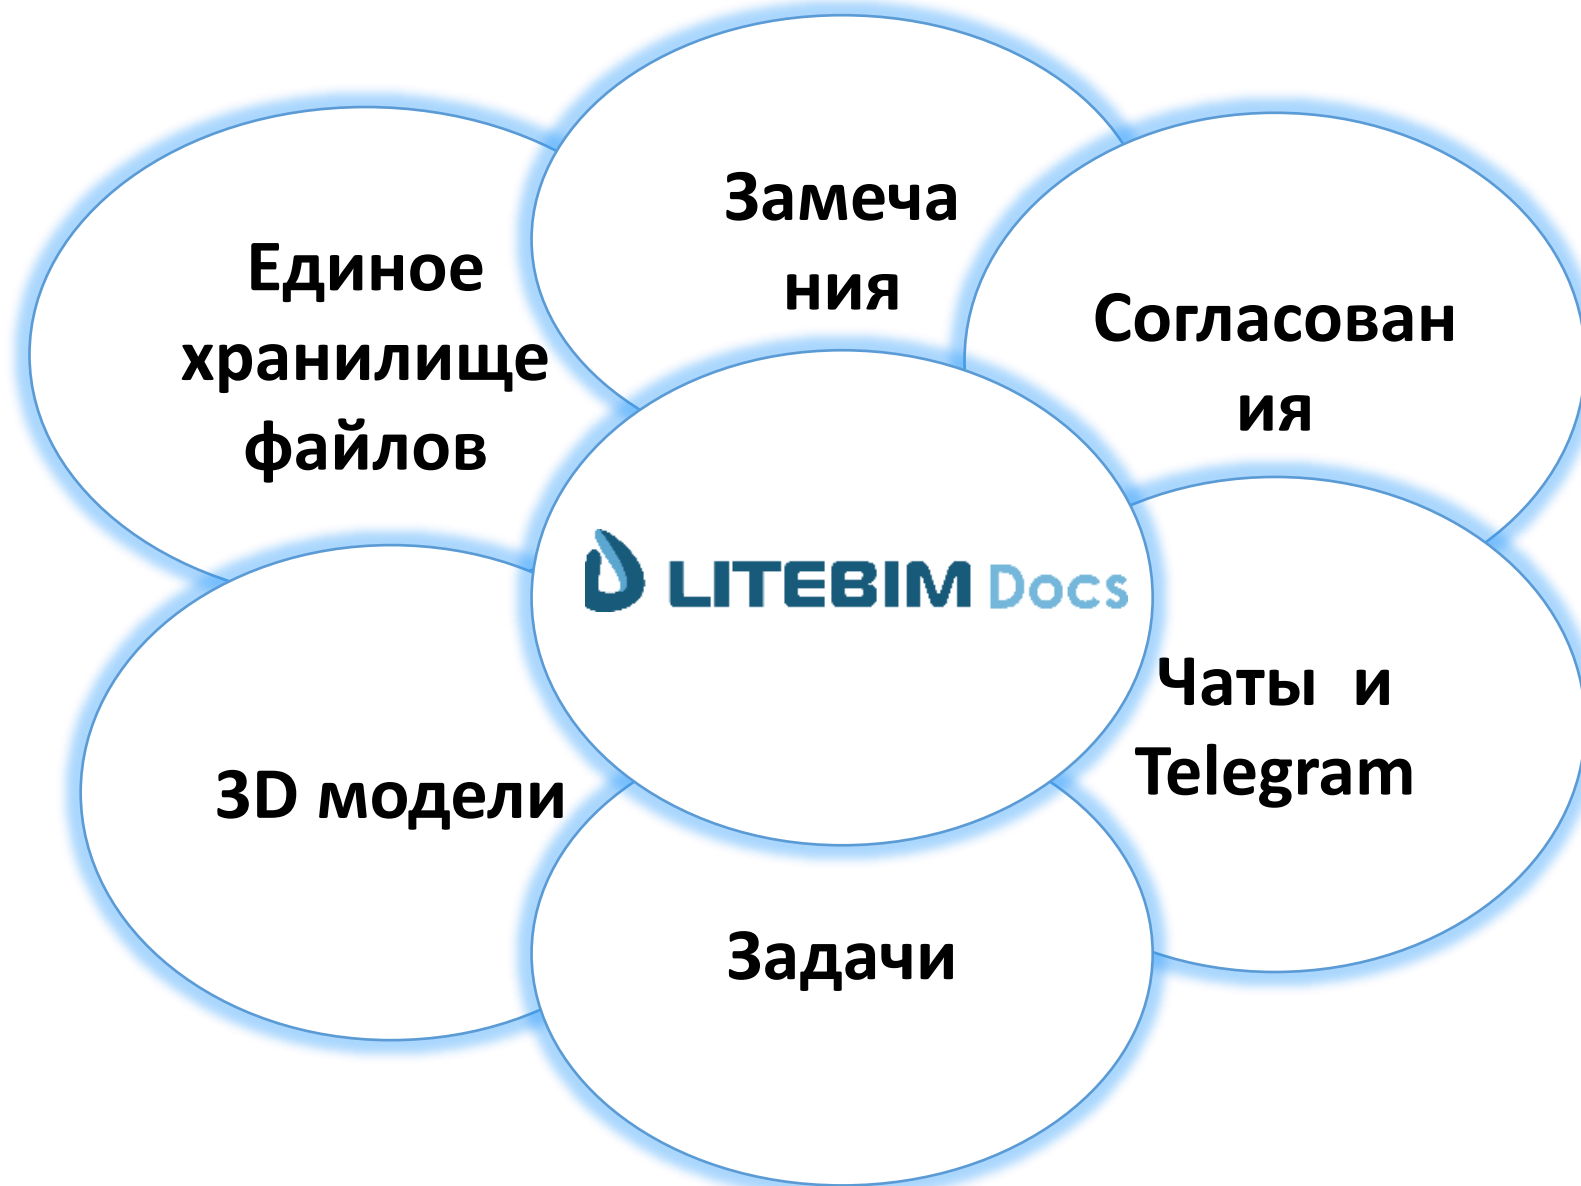 Замеча
ния
Единое
хранилище
файлов
Согласован
ия
LITEBIM Docs
Чаты и
Telegram
3D модели
Задачи